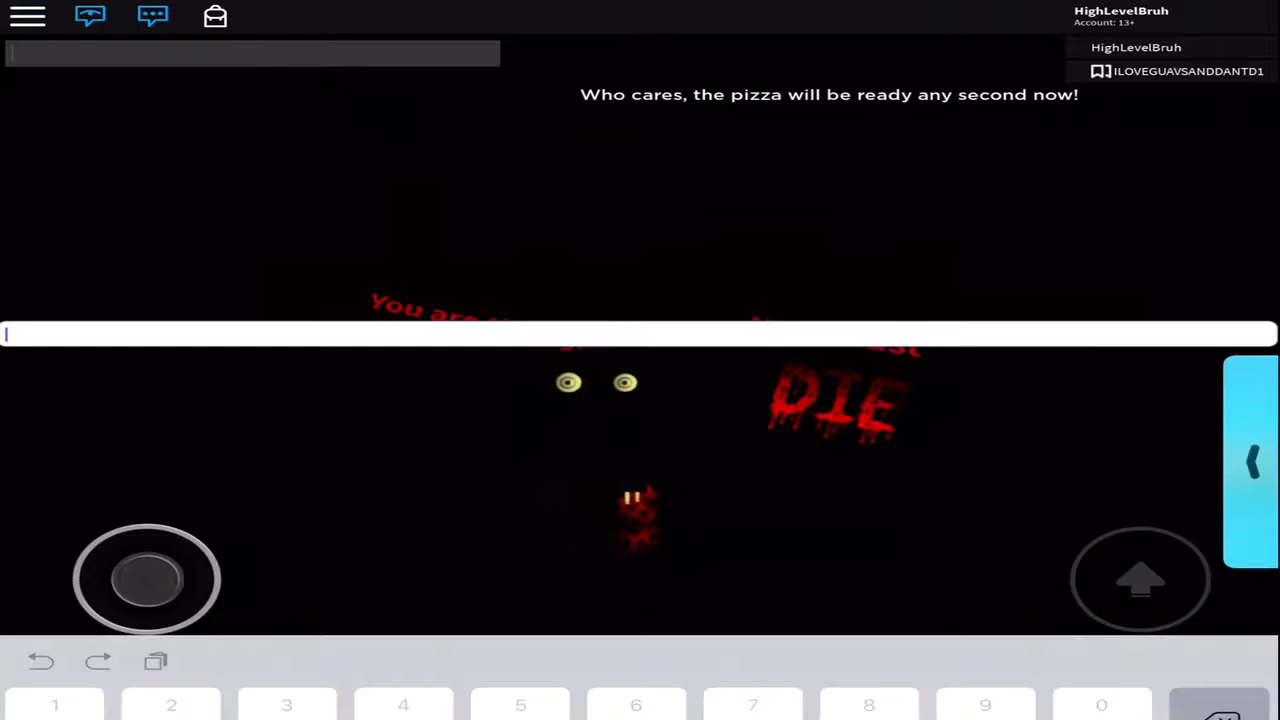 HighLevelBruh
Account: 13+
HighLevelBruh
ILOVEGUAVSANDDANTD1
Who cares, the pizza will be ready any second now!
You are
DIE
1 2 3 4 5 6 7 8 9 0